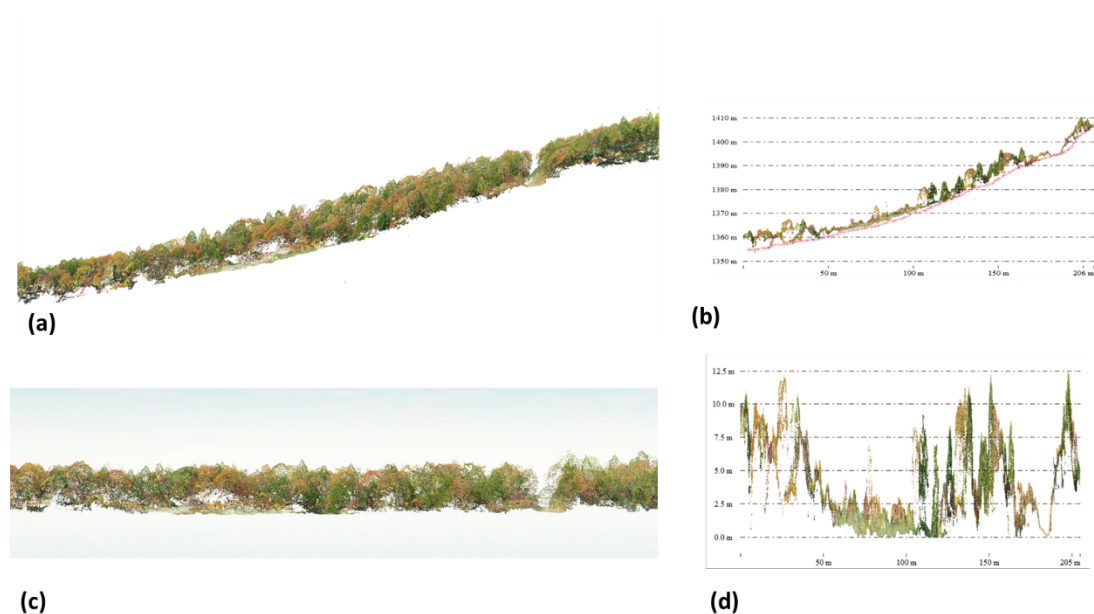 1410 m
1400 m
1390 m
1380 m
1370 m
1360 m
1350 m
50 m
100 m
150 m
206 m
(a)
(b)
12.5 m
10.0 m
7.5 m
5.0 m
2.5 m
0.0 m
50 m
100 m
150 m
205 m
(c)
(d)